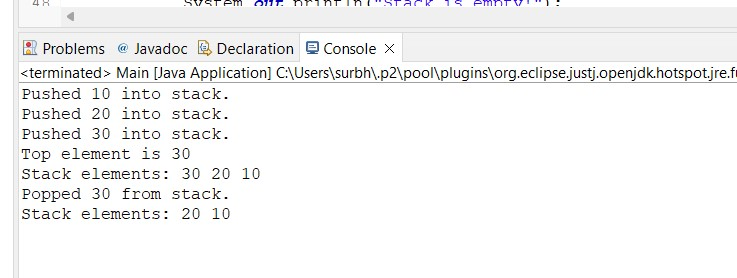 48 System.out.println("Stack is empty!");
Problems @ Javadoc Declaration Console
<terminated> Main [Java Application] C:\Users\surbh\.p2\pool\plugins\org.eclipse.justj.openjdk.hotspot.jre.fu
Pushed 10 into stack.
Pushed 20 into stack.
Pushed 30 into stack.
Top element is 30
Stack elements: 30 20 10
Popped 30 from stack.
Stack elements: 20 10